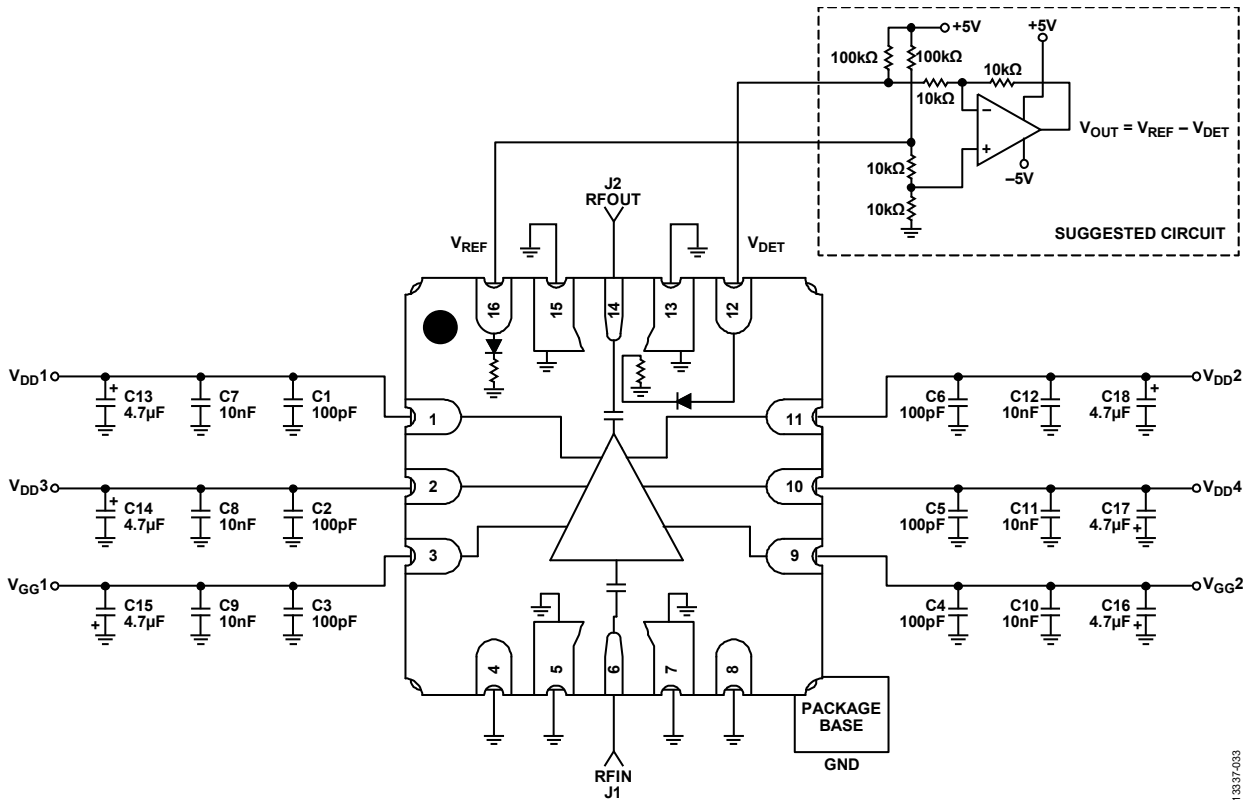 +5V
+5V
100kΩ
100kΩ
10kΩ
10kΩ
−
+
VOUT = VREF − VDET
−5V
10kΩ
10kΩ
SUGGESTED CIRCUIT
J2
RFOUT
VREF
VDET
16
15
14
13
12
VDD1
+
C13
4.7µF
C7
10nF
C1
100pF
1
11
C6
100pF
C12
10nF
C18
4.7µF
+
VDD2
VDD3
+
C14
4.7µF
C8
10nF
C2
100pF
2
10
C5
100pF
C11
10nF
C17
4.7µF
+
VDD4
VGG1
C15
4.7µF
+
C9
10nF
C3
100pF
3
9
C4
100pF
C10
10nF
C16
4.7µF
+
VGG2
4
5
6
7
8
PACKAGE
BASE
GND
RFIN
J1
13337-033